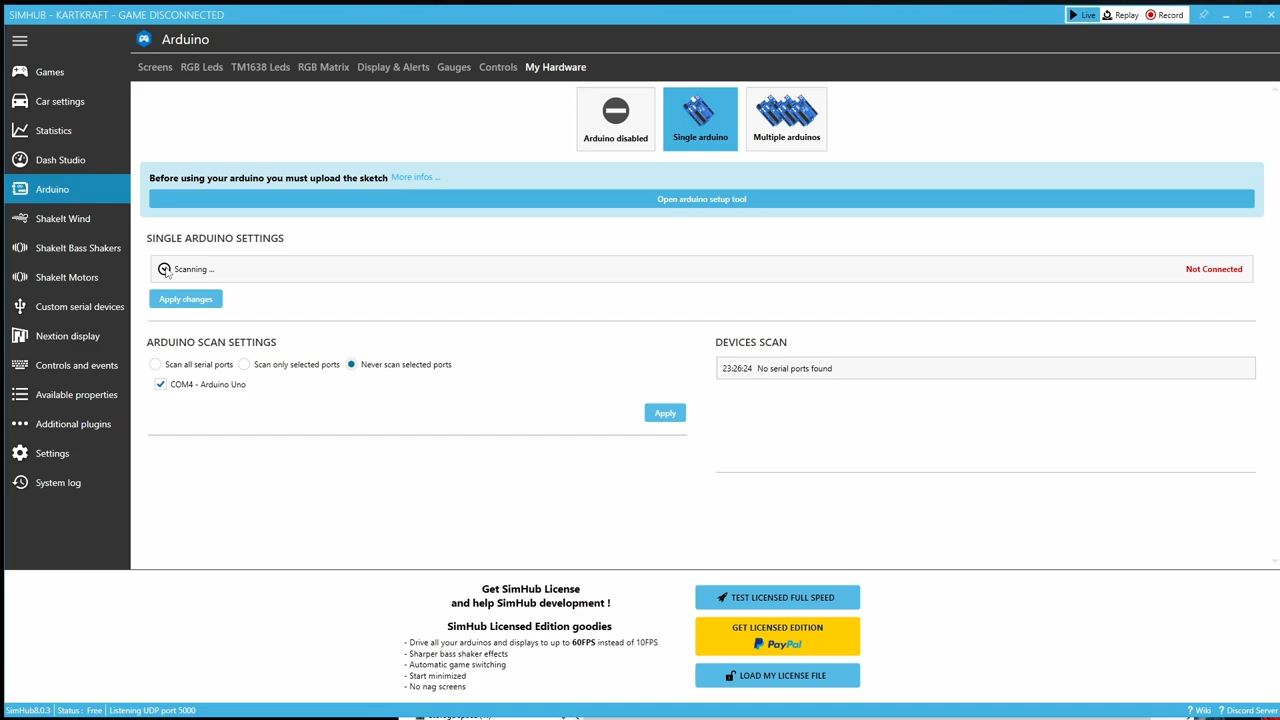 SIMHUB - KARTKRAFT - GAME DISCONNECTED
Live
Replay
Record
Arduino
Screens RGB Leds TM1638 Leds RGB Matrix Display & Alerts Gauges Controls My Hardware
Games
Car settings
Statistics
Dash Studio
Arduino
ShakeIt Wind
ShakeIt Bass Shakers
ShakeIt Motors
Custom serial devices
Nextion display
Controls and events
Available properties
Additional plugins
Settings
System log
Arduino disabled
Single arduino
Multiple arduinos
Before using your arduino you must upload the sketch More infos ...
Open arduino setup tool
SINGLE ARDUINO SETTINGS
Scanning ... Not Connected
Apply changes
ARDUINO SCAN SETTINGS
Scan all serial ports Scan only selected ports Never scan selected ports
COM4 - Arduino Uno
Apply
DEVICES SCAN
23:26:24 No serial ports found
Get SimHub License
and help SimHub development !
SimHub Licensed Edition goodies
- Drive all your arduinos and displays to up to 60FPS instead of 10FPS
- Sharper bass shaker effects
- Automatic game switching
- Start minimized
- No nag screens
TEST LICENSED FULL SPEED
GET LICENSED EDITION
PayPal
LOAD MY LICENSE FILE
SimHub8.0.3 Status : Free Listening UDP port 5000
? Wiki ? Discord Server